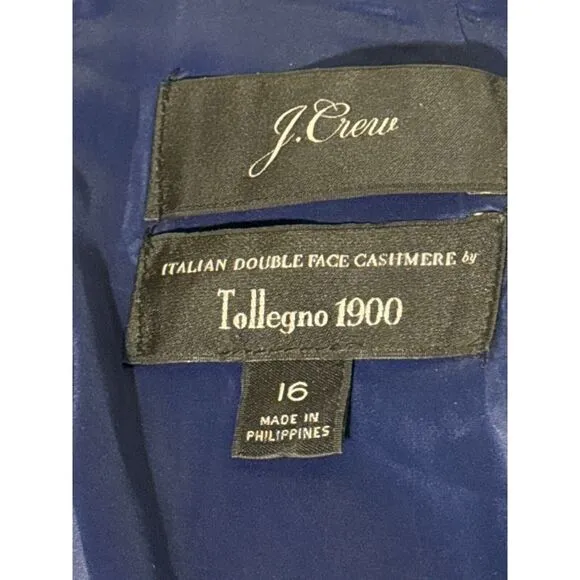 J.Crew
ITALIAN DOUBLE FACE CASHMERE by
Tollegno 1900
16
MADE IN
PHILIPPINES